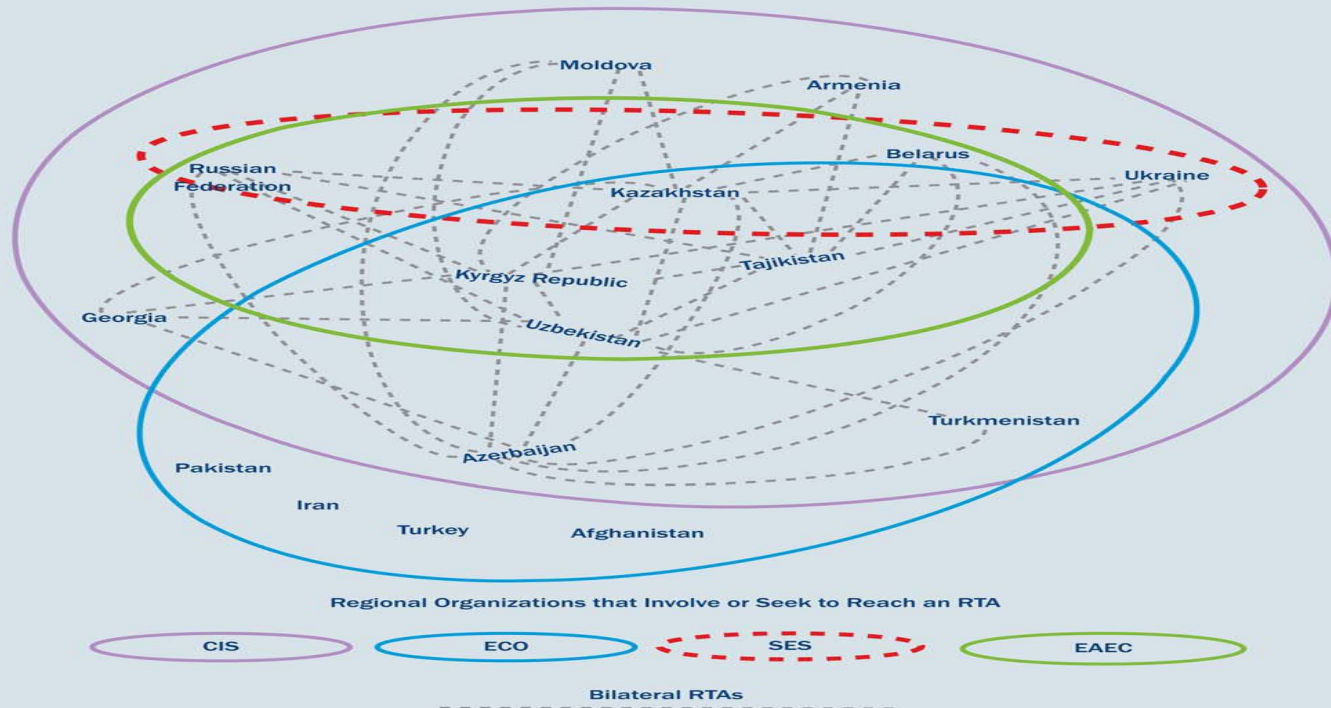 Moldova
Armenia
Belarus
Russian
Federation
Kazakhstan
Ukraine
Kyrgyz Republic
Tajikistan
Georgia
Uzbekistan
Turkmenistan
Azerbaijan
Pakistan
Iran
Turkey
Afghanistan
Regional Organizations that Involve or Seek to Reach an RTA
CIS
ECO
SES
EAEC
Bilateral RTAs